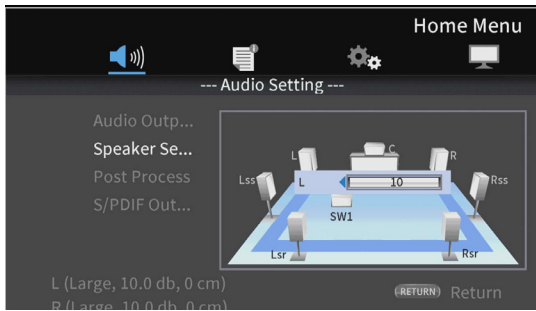 Home Menu
--- Audio Setting ---
Audio Outp...
Speaker Se...
Post Process
S/PDIF Out...
L
C
R
Lss
L
10
Rss
SW1
Lsr
Rsr
L (Large, 10.0 db, 0 cm)
RETURN Return
R (Large, 10.0 db, 0 cm)